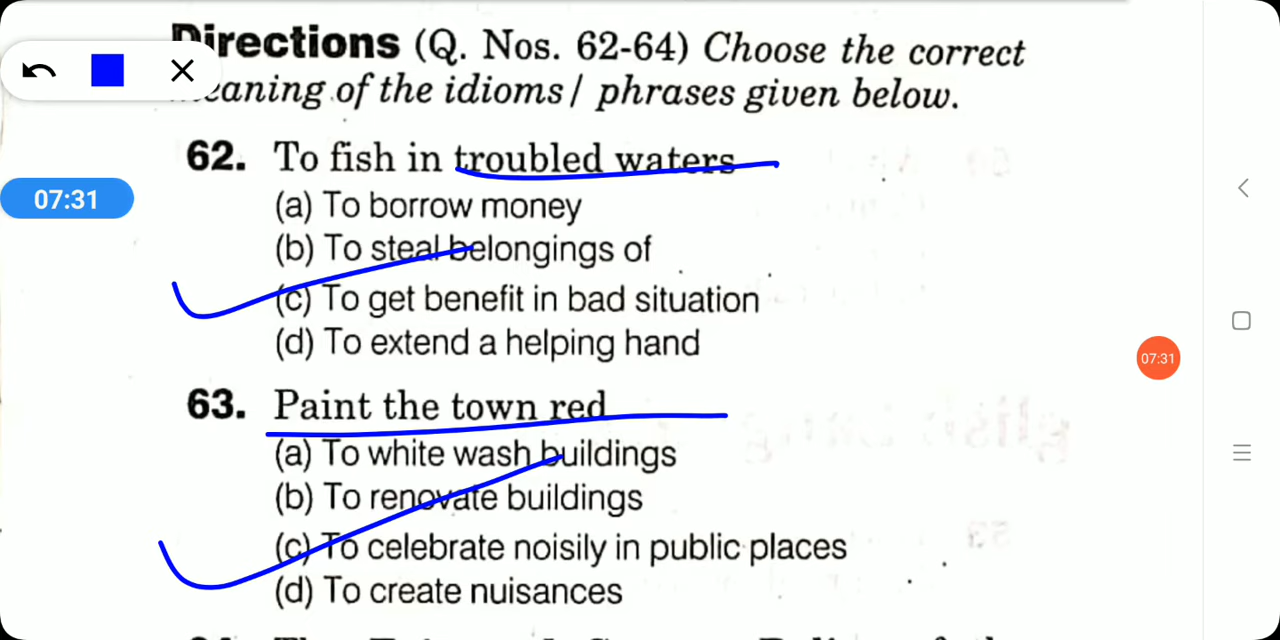 Directions (Q. Nos. 62-64) Choose the correct
meaning of the idioms / phrases given below.
62. To fish in troubled waters
07:31
(a) To borrow money
(b) To steal belongings of
(c) To get benefit in bad situation
(d) To extend a helping hand
07:31
63. Paint the town red
(a) To white wash buildings
(b) To renovate buildings
(c) To celebrate noisily in public places
(d) To create nuisances